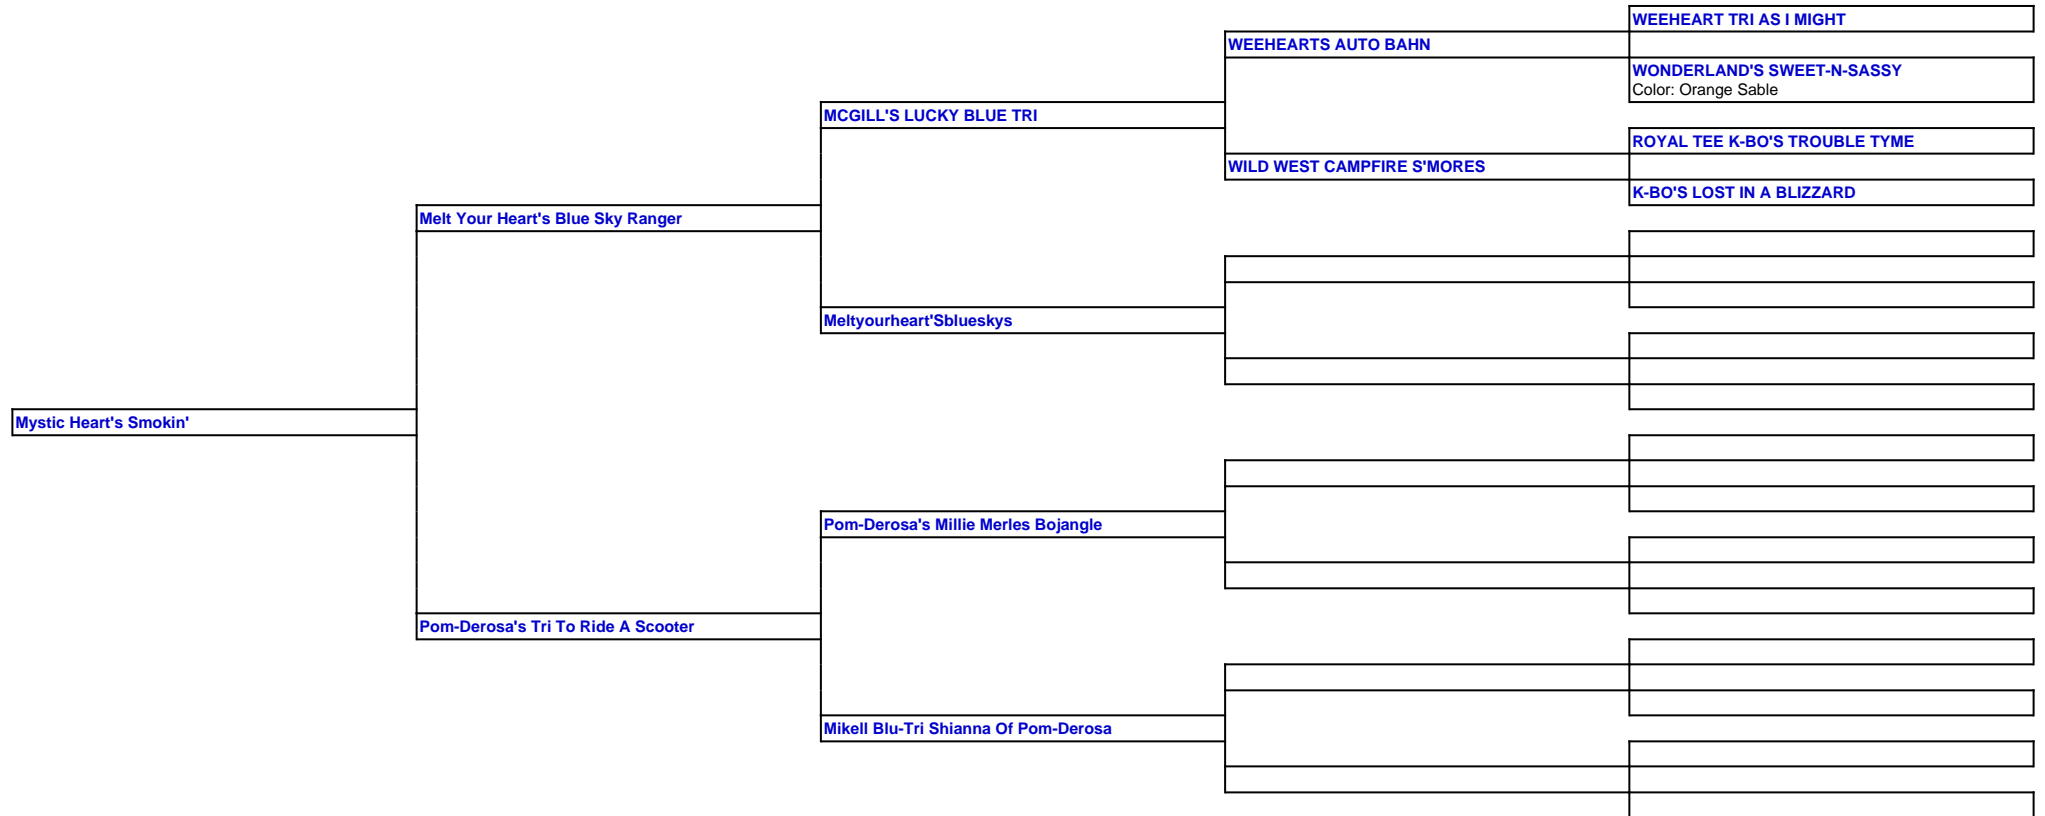 WEEHEART TRI AS I MIGHT
WEEHEARTS AUTO BAHN
WONDERLAND'S SWEET-N-SASSY
Color: Orange Sable
MCGILL'S LUCKY BLUE TRI
ROYAL TEE K-BO'S TROUBLE TYME
WILD WEST CAMPFIRE S'MORES
K-BO'S LOST IN A BLIZZARD
Melt Your Heart's Blue Sky Ranger
Meltyourheart'Sblueskys
Mystic Heart's Smokin'
Pom-Derosa's Millie Merles Bojangle
Pom-Derosa's Tri To Ride A Scooter
Mikell Blu-Tri Shianna Of Pom-Derosa